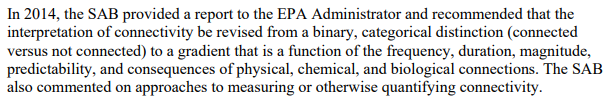 In 2014, the SAB provided a report to the EPA Administrator and recommended that the
interpretation of connectivity be revised from a binary, categorical distinction (connected
versus not connected) to a gradient that is a function of the frequency, duration, magnitude,
predictability, and consequences of physical, chemical, and biological connections. The SAB
also commented on approaches to measuring or otherwise quantifying connectivity.